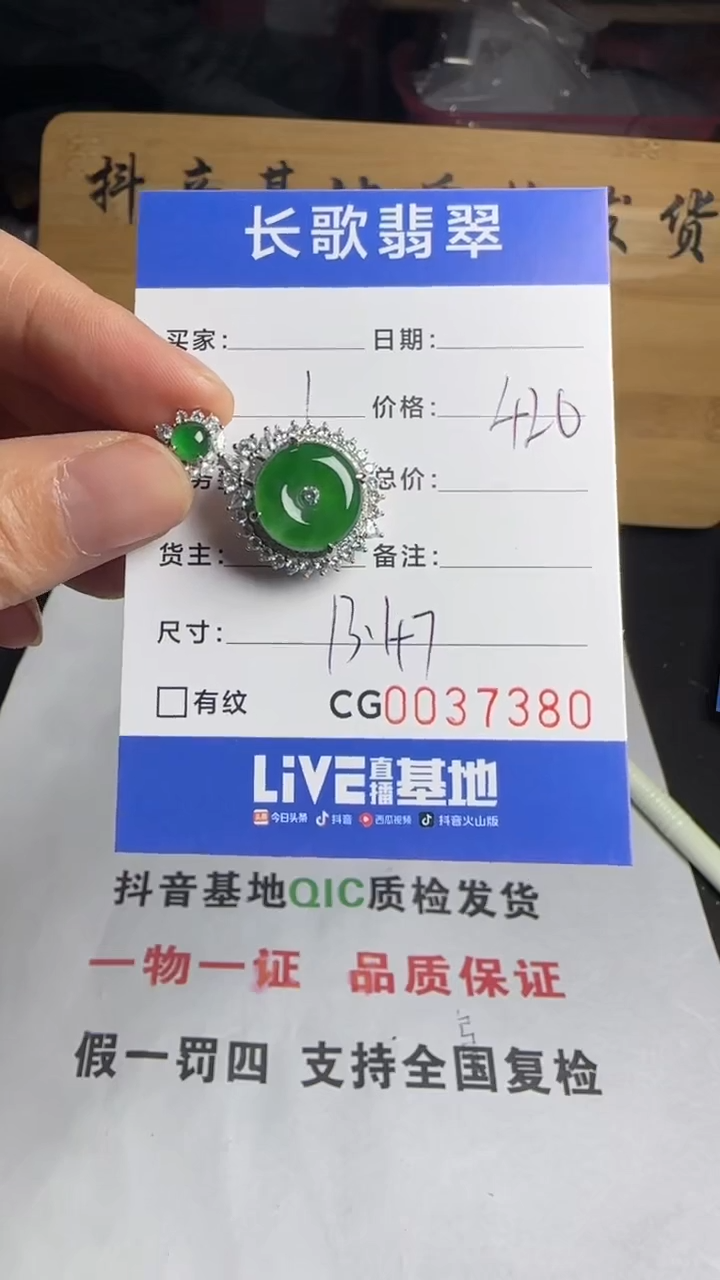 抖音基地
发货
长歌翡翠
买家：
日期：
1
价格：420
总价：
货主：
备注：
尺寸：13.47
有纹
CG0037380
LiVE直播基地
今日头条 抖音 西瓜视频 抖音火山版
抖音基地QIC质检发货
一物一证 品质保证
假一罚四 支持全国复检